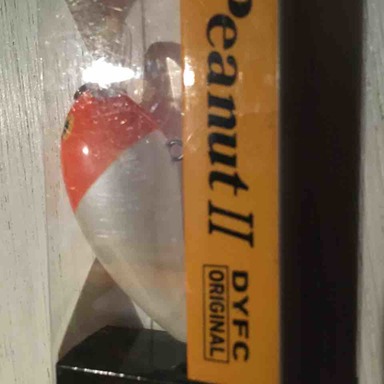 Peanut II
DYFC
ORIGINAL